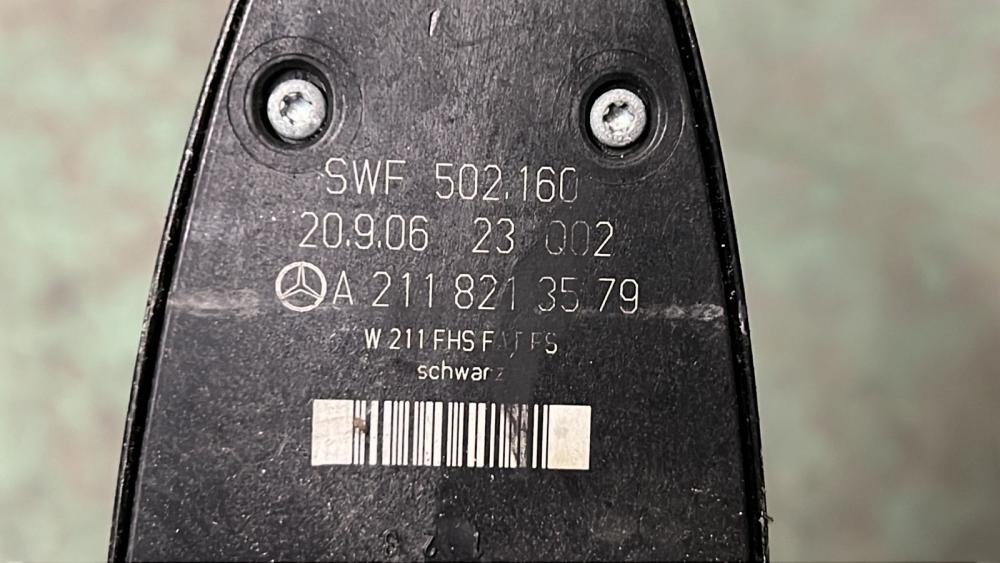 SWF 502.160
20.9.06 23 002
A 211 821 35 79
W 211 FHS
schwarz